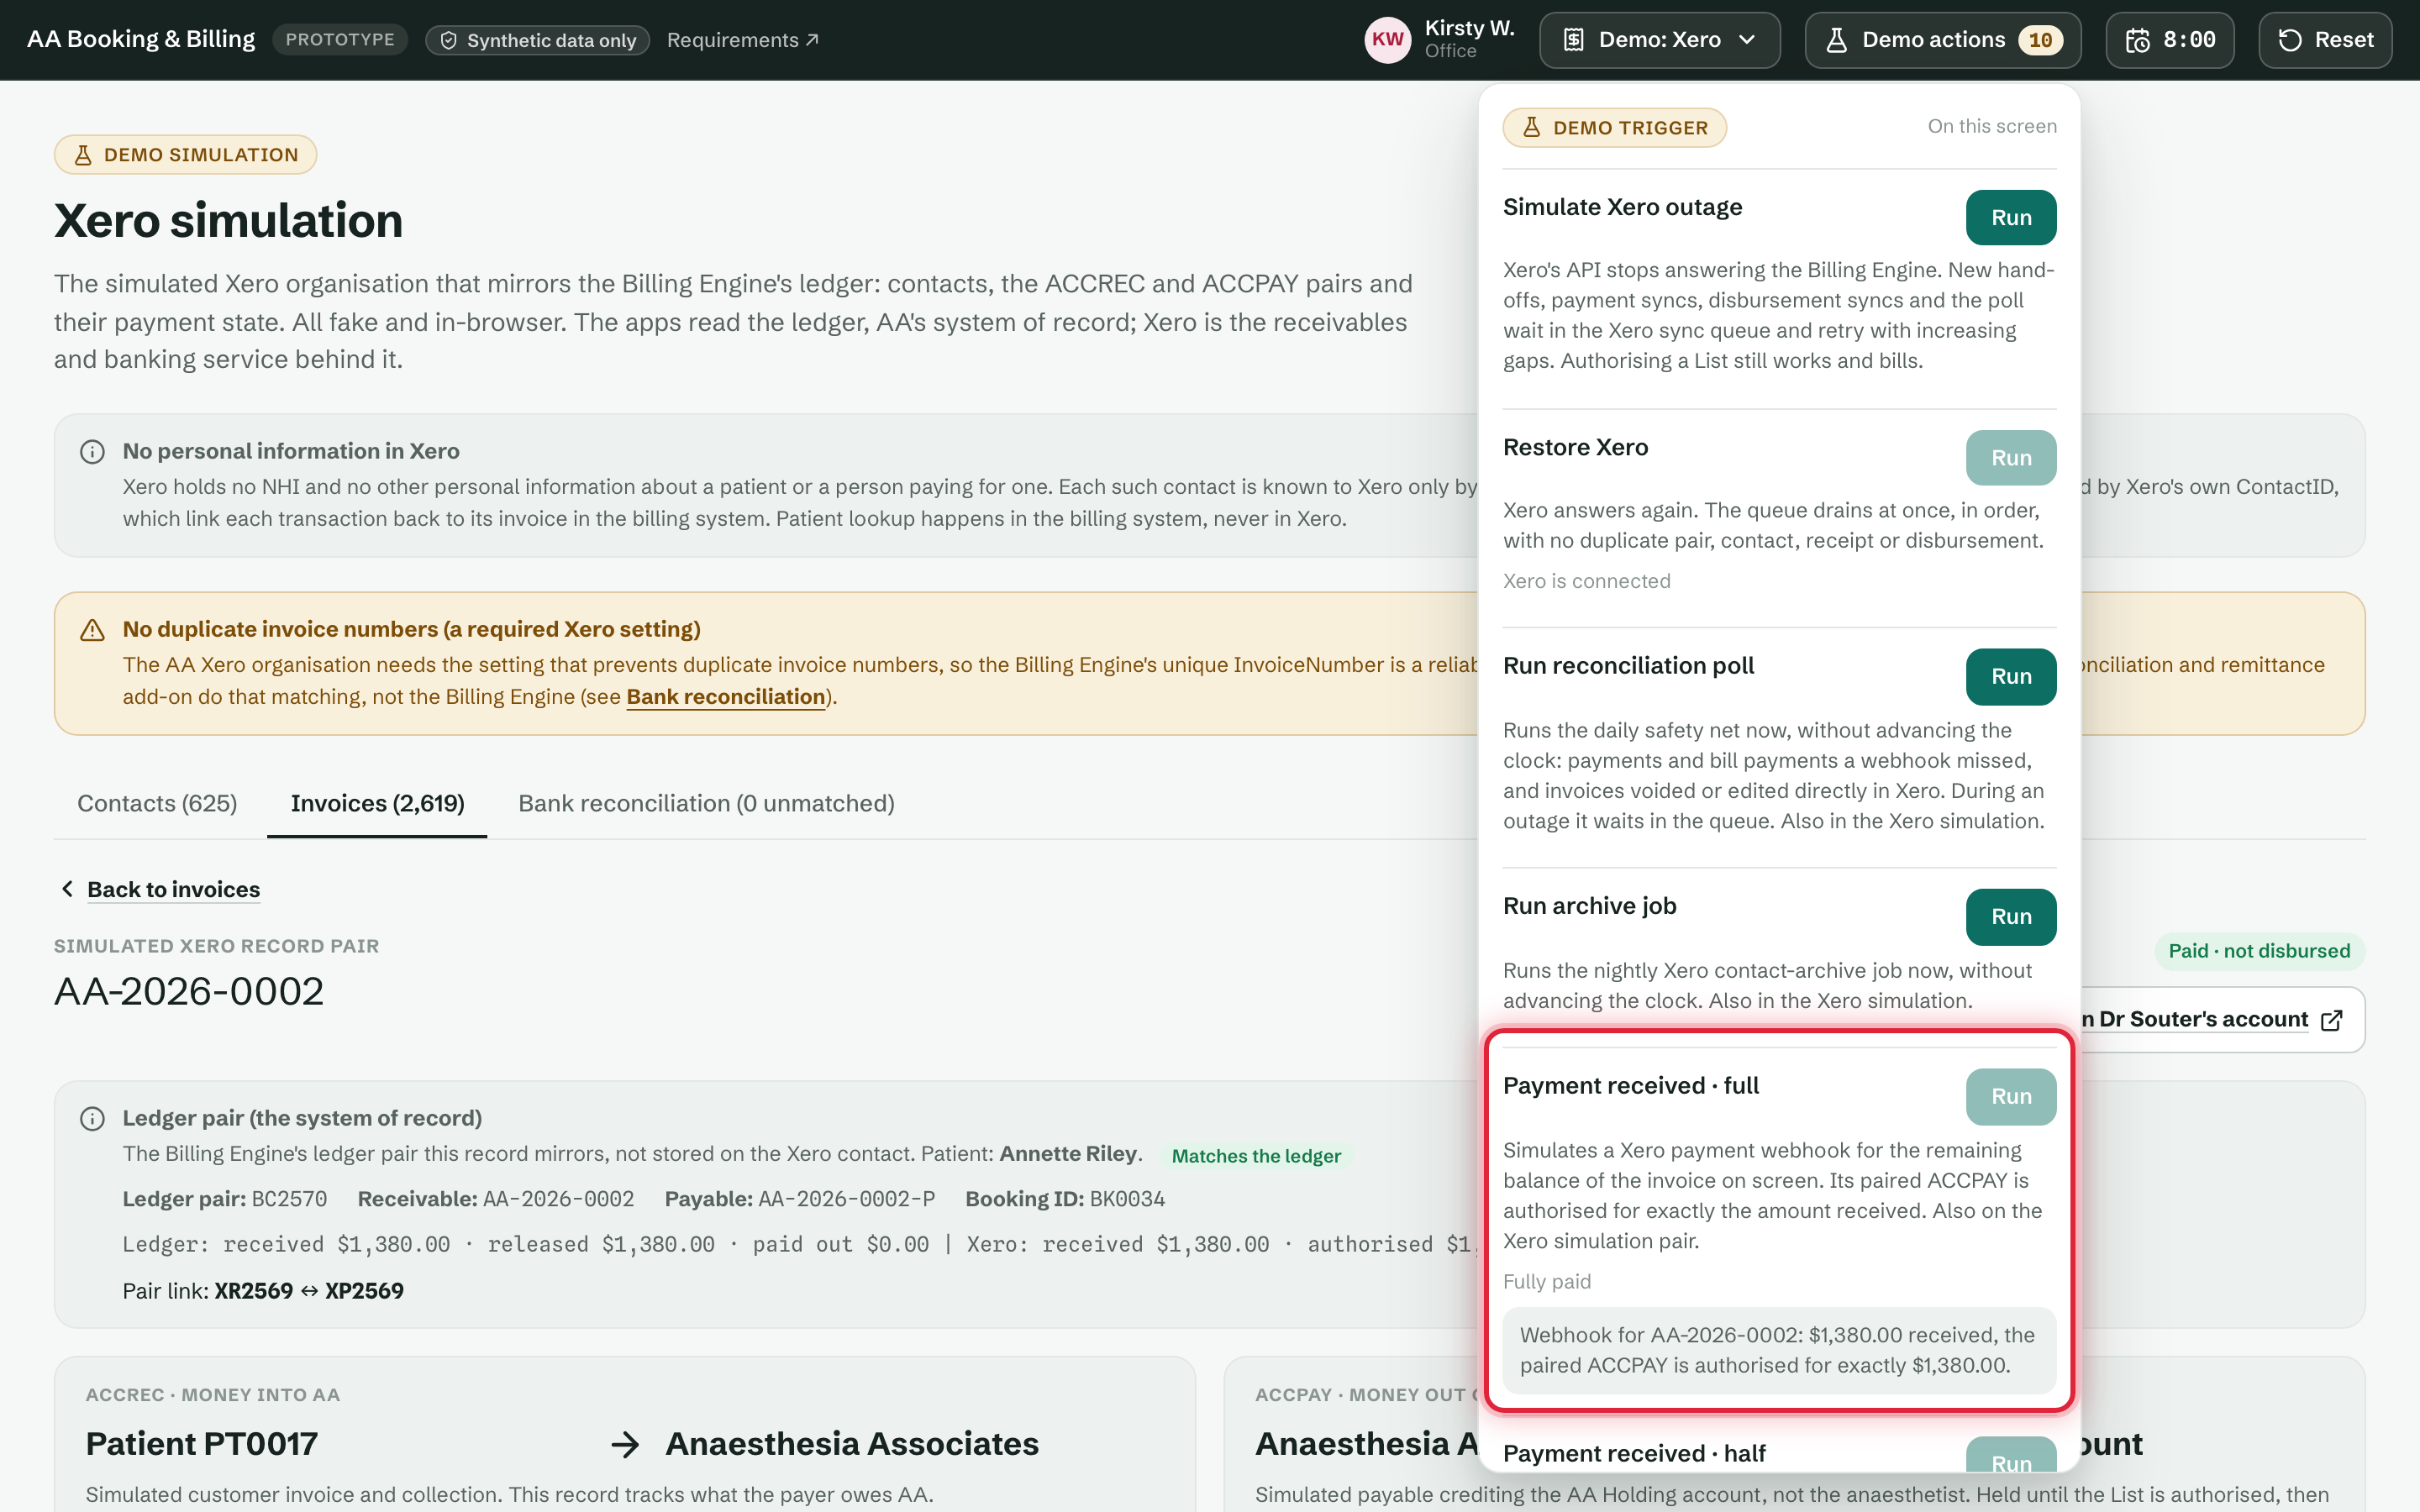 AA Booking & Billing
PROTOTYPE
Synthetic data only
Requirements
KW
Kirsty W.
Office
Demo: Xero
Demo actions 10
8:00
Reset
DEMO SIMULATION
Xero simulation
The simulated Xero organisation that mirrors the Billing Engine's ledger: contacts, the ACCREC and ACCPAY pairs and
their payment state. All fake and in-browser. The apps read the ledger, AA's system of record; Xero is the receivables
and banking service behind it.
No personal information in Xero
Xero holds no NHI and no other personal information about a patient or a person paying for one. Each such contact is known to Xero only by
d by Xero's own ContactID,
which link each transaction back to its invoice in the billing system. Patient lookup happens in the billing system, never in Xero.
No duplicate invoice numbers (a required Xero setting)
The AA Xero organisation needs the setting that prevents duplicate invoice numbers, so the Billing Engine's unique InvoiceNumber is a reliab
nciliation and remittance
add-on do that matching, not the Billing Engine (see Bank reconciliation).
Contacts (625)
Invoices (2,619)
Bank reconciliation (0 unmatched)
Back to invoices
SIMULATED XERO RECORD PAIR
AA-2026-0002
Paid · not disbursed
n Dr Souter's account
Ledger pair (the system of record)
The Billing Engine's ledger pair this record mirrors, not stored on the Xero contact. Patient: Annette Riley. Matches the ledger
Ledger pair: BC2570 Receivable: AA-2026-0002 Payable: AA-2026-0002-P Booking ID: BK0034
Ledger: received $1,380.00 · released $1,380.00 · paid out $0.00 | Xero: received $1,380.00 · authorised $1,
Pair link: XR2569 ↔ XP2569
ACCREC · MONEY INTO AA
Patient PT0017 → Anaesthesia Associates
Simulated customer invoice and collection. This record tracks what the payer owes AA.
ACCPAY · MONEY OUT
Anaesthesia A
ount
Simulated payable crediting the AA Holding account, not the anaesthetist. Held until the List is authorised, then
DEMO TRIGGER
On this screen
Simulate Xero outage
Run
Xero's API stops answering the Billing Engine. New hand-
offs, payment syncs, disbursement syncs and the poll
wait in the Xero sync queue and retry with increasing
gaps. Authorising a List still works and bills.
Restore Xero
Run
Xero answers again. The queue drains at once, in order,
with no duplicate pair, contact, receipt or disbursement.
Xero is connected
Run reconciliation poll
Run
Runs the daily safety net now, without advancing the
clock: payments and bill payments a webhook missed,
and invoices voided or edited directly in Xero. During an
outage it waits in the queue. Also in the Xero simulation.
Run archive job
Run
Runs the nightly Xero contact-archive job now, without
advancing the clock. Also in the Xero simulation.
Payment received · full
Run
Simulates a Xero payment webhook for the remaining
balance of the invoice on screen. Its paired ACCPAY is
authorised for exactly the amount received. Also on the
Xero simulation pair.
Fully paid
Webhook for AA-2026-0002: $1,380.00 received, the
paired ACCPAY is authorised for exactly $1,380.00.
Payment received · half
Run